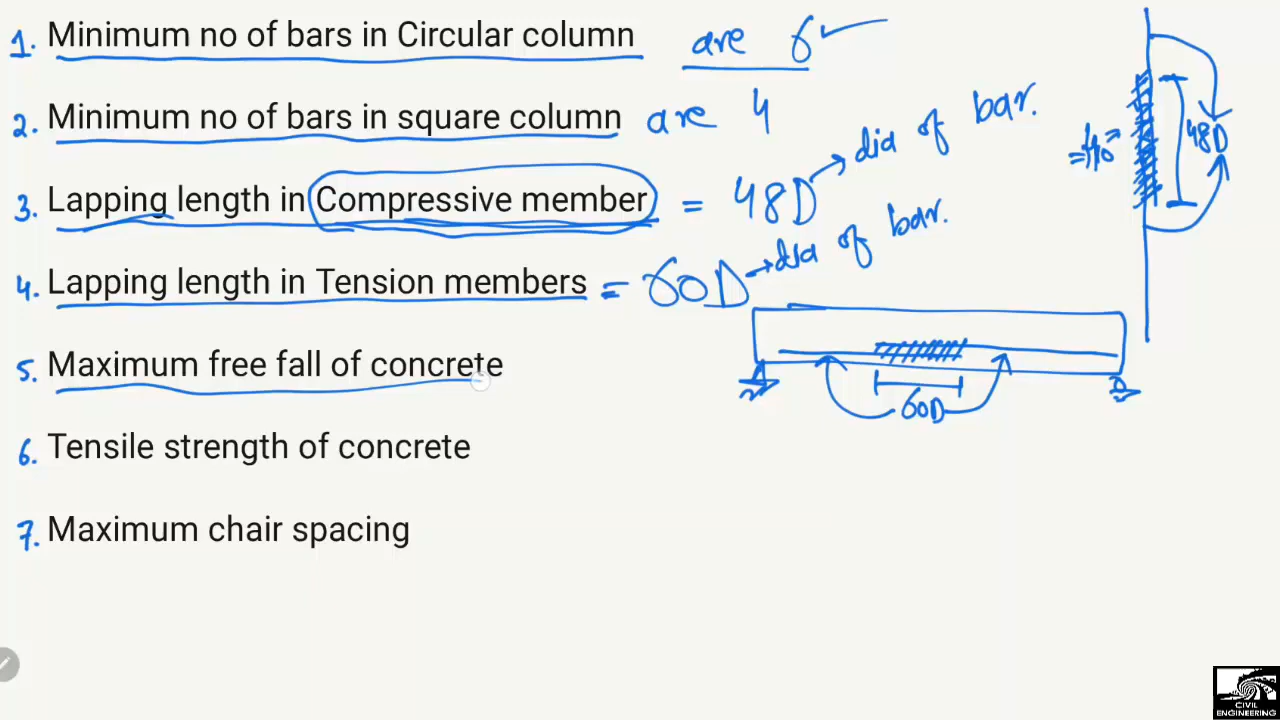 1. Minimum no of bars in Circular column are 6
2. Minimum no of bars in square column are 4
3. Lapping length in Compressive member = 48D dia of bar.
4. Lapping length in Tension members = 60D dia of bar.
5. Maximum free fall of concrete
6. Tensile strength of concrete
7. Maximum chair spacing
48D
60D
CIVIL
ENGINEERING